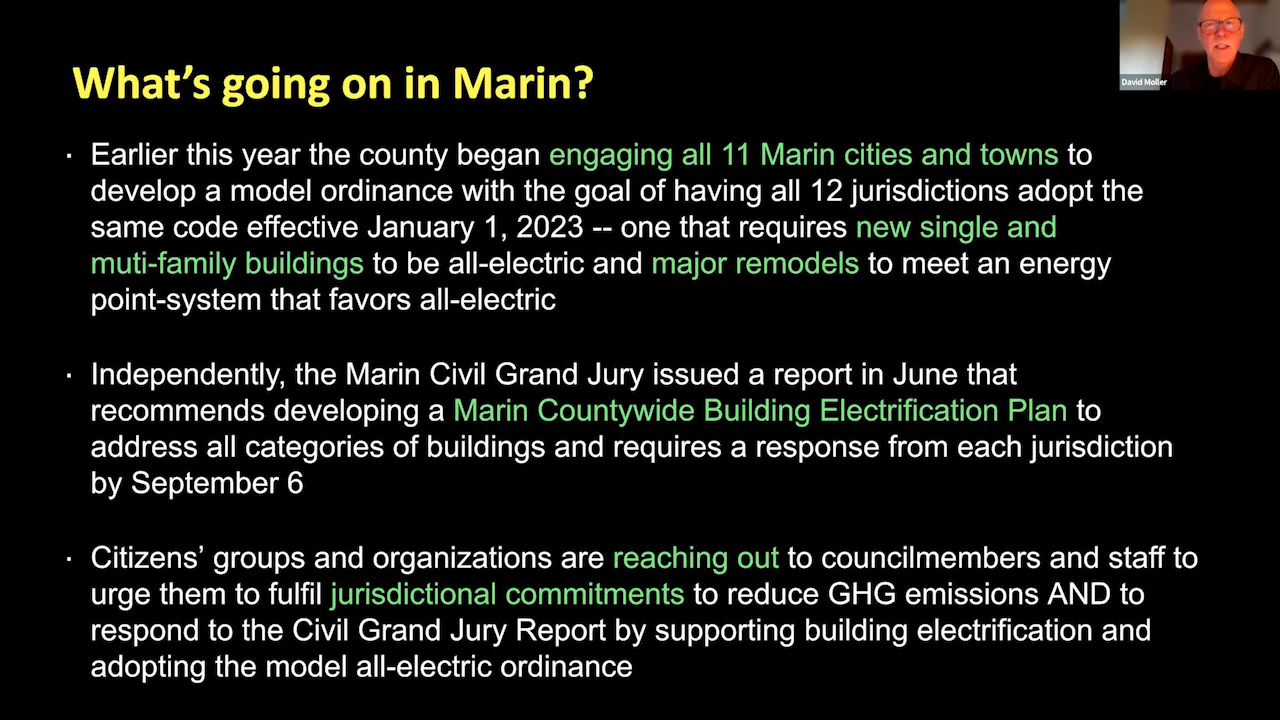 What's going on in Marin?
David Moller
· Earlier this year the county began engaging all 11 Marin cities and towns to
develop a model ordinance with the goal of having all 12 jurisdictions adopt the
same code effective January 1, 2023 -- one that requires new single and
muti-family buildings to be all-electric and major remodels to meet an energy
point-system that favors all-electric
· Independently, the Marin Civil Grand Jury issued a report in June that
recommends developing a Marin Countywide Building Electrification Plan to
address all categories of buildings and requires a response from each jurisdiction
by September 6
· Citizens’ groups and organizations are reaching out to councilmembers and staff to
urge them to fulfil jurisdictional commitments to reduce GHG emissions AND to
respond to the Civil Grand Jury Report by supporting building electrification and
adopting the model all-electric ordinance